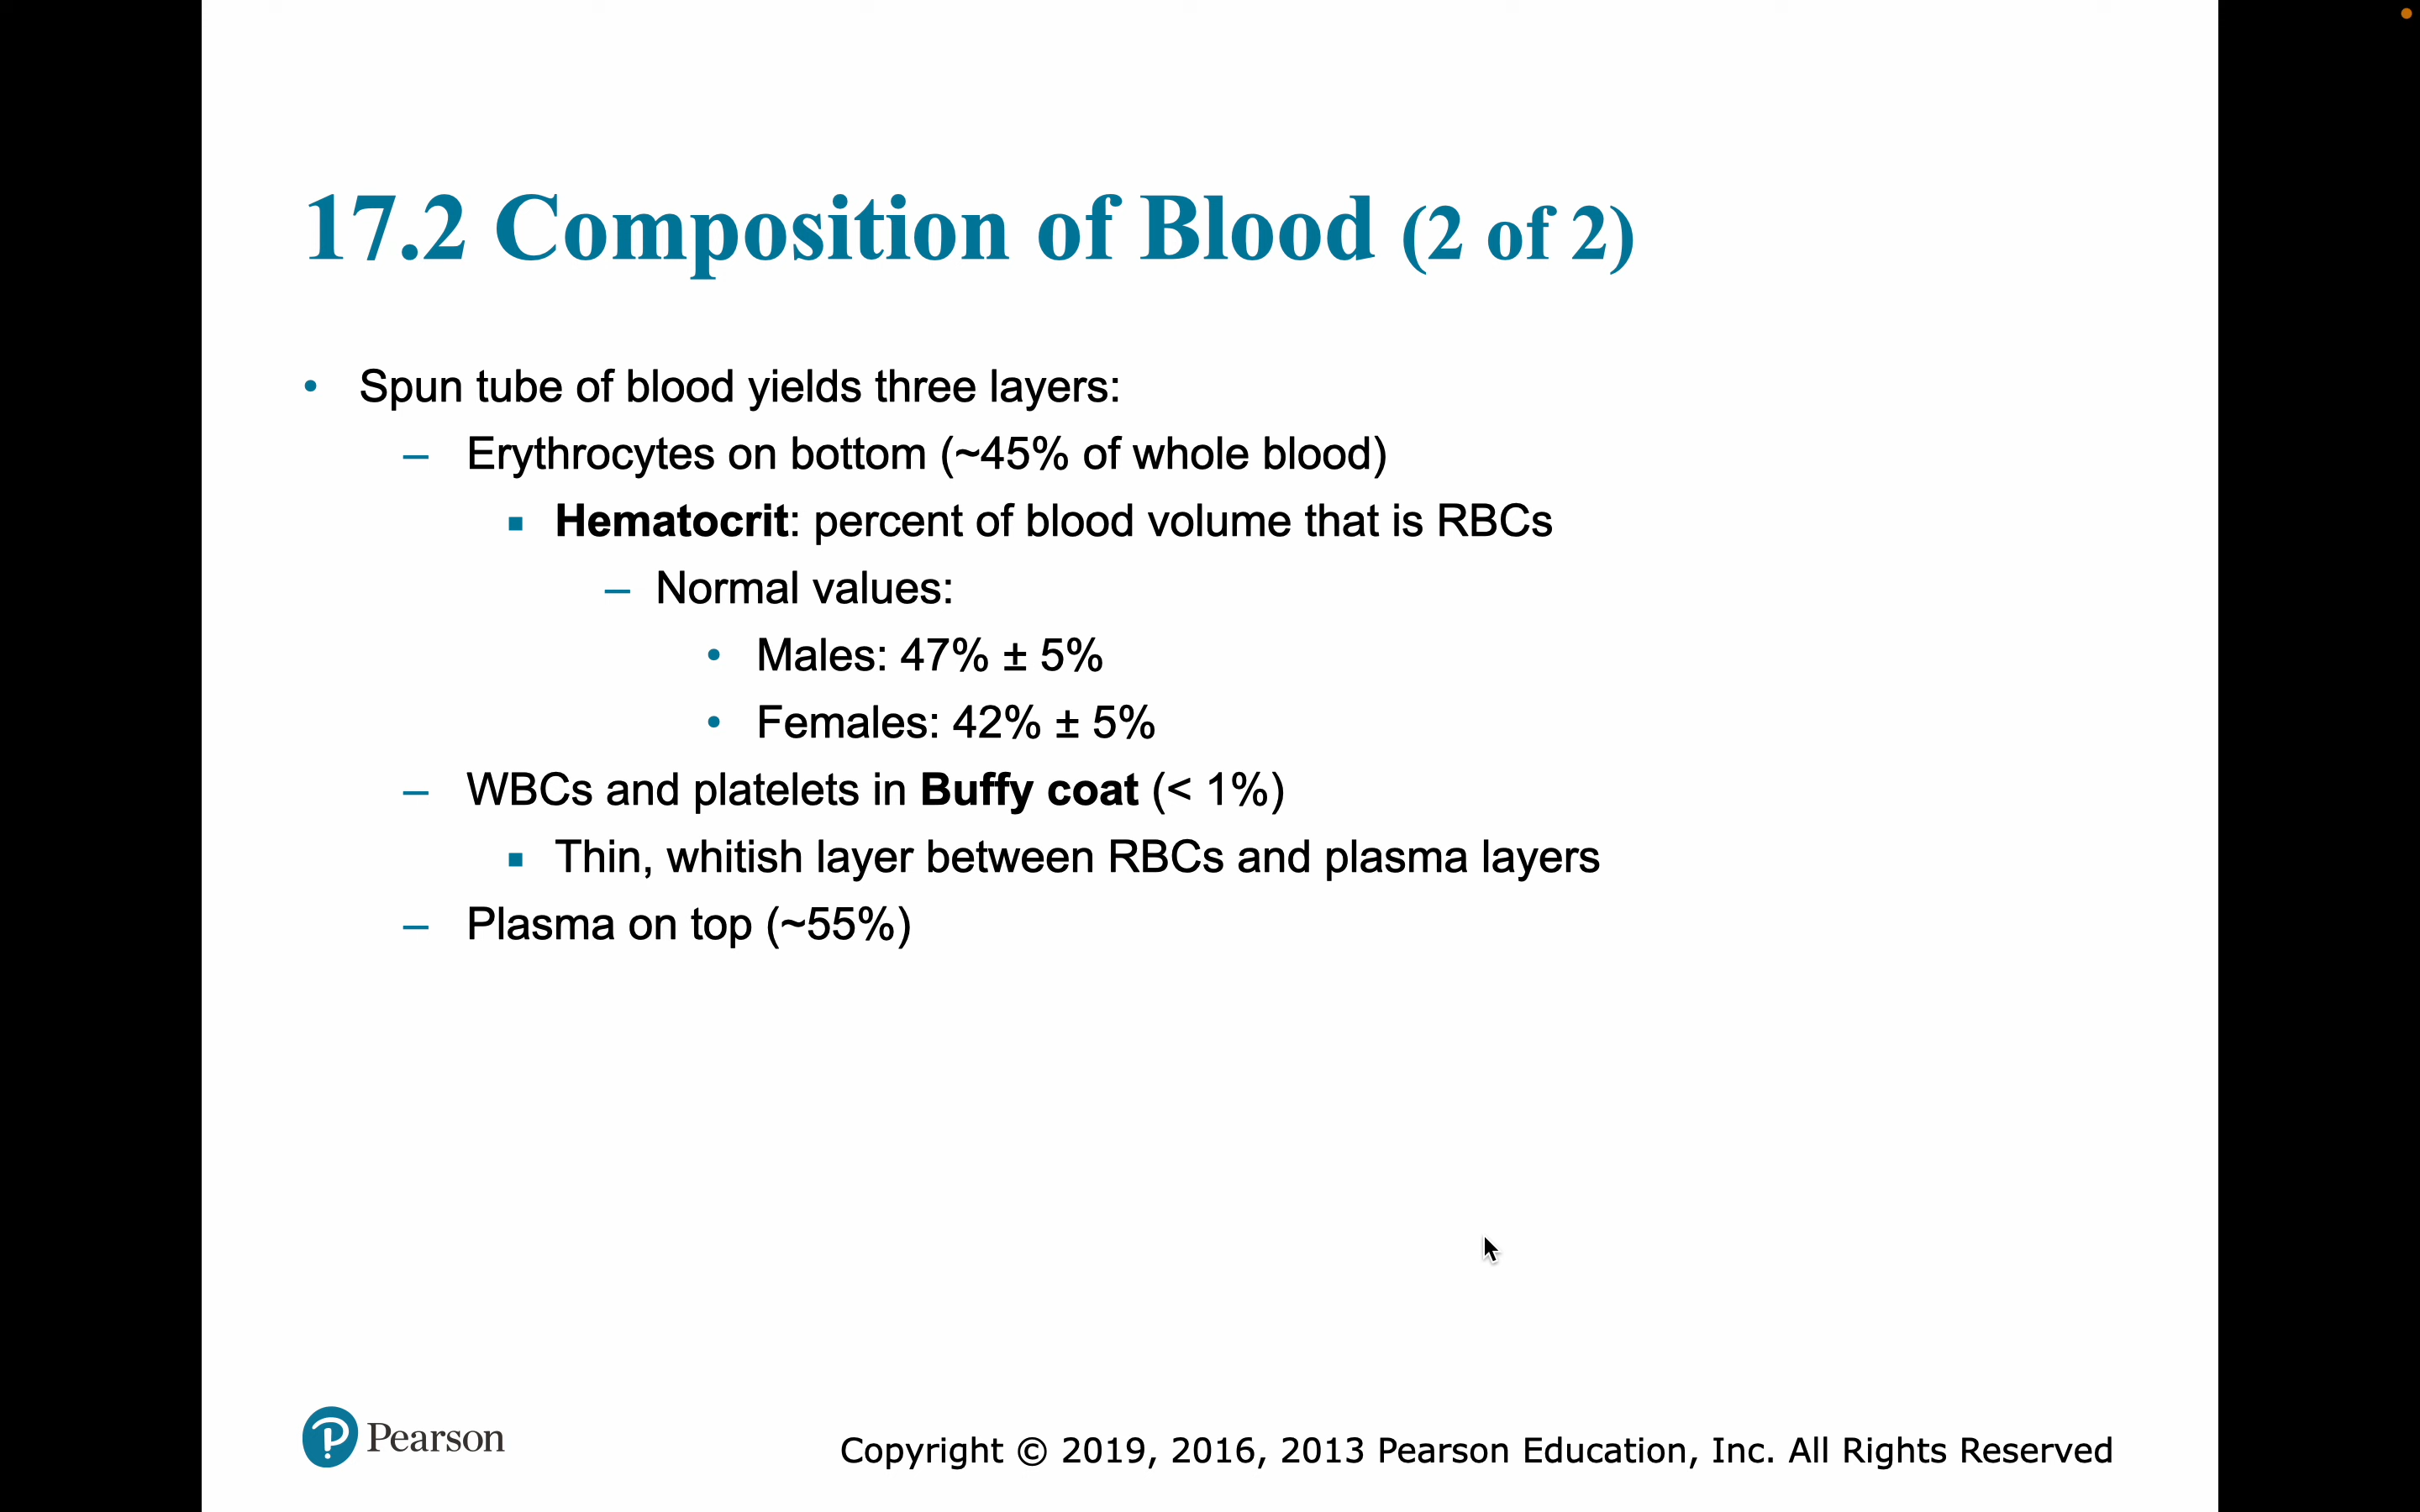 17.2 Composition of Blood (2 of 2)
• Spun tube of blood yields three layers:
– Erythrocytes on bottom (~45% of whole blood)
▪ Hematocrit: percent of blood volume that is RBCs
– Normal values:
• Males: 47% ± 5%
• Females: 42% ± 5%
– WBCs and platelets in Buffy coat (< 1%)
▪ Thin, whitish layer between RBCs and plasma layers
– Plasma on top (~55%)
Pearson
Copyright © 2019, 2016, 2013 Pearson Education, Inc. All Rights Reserved